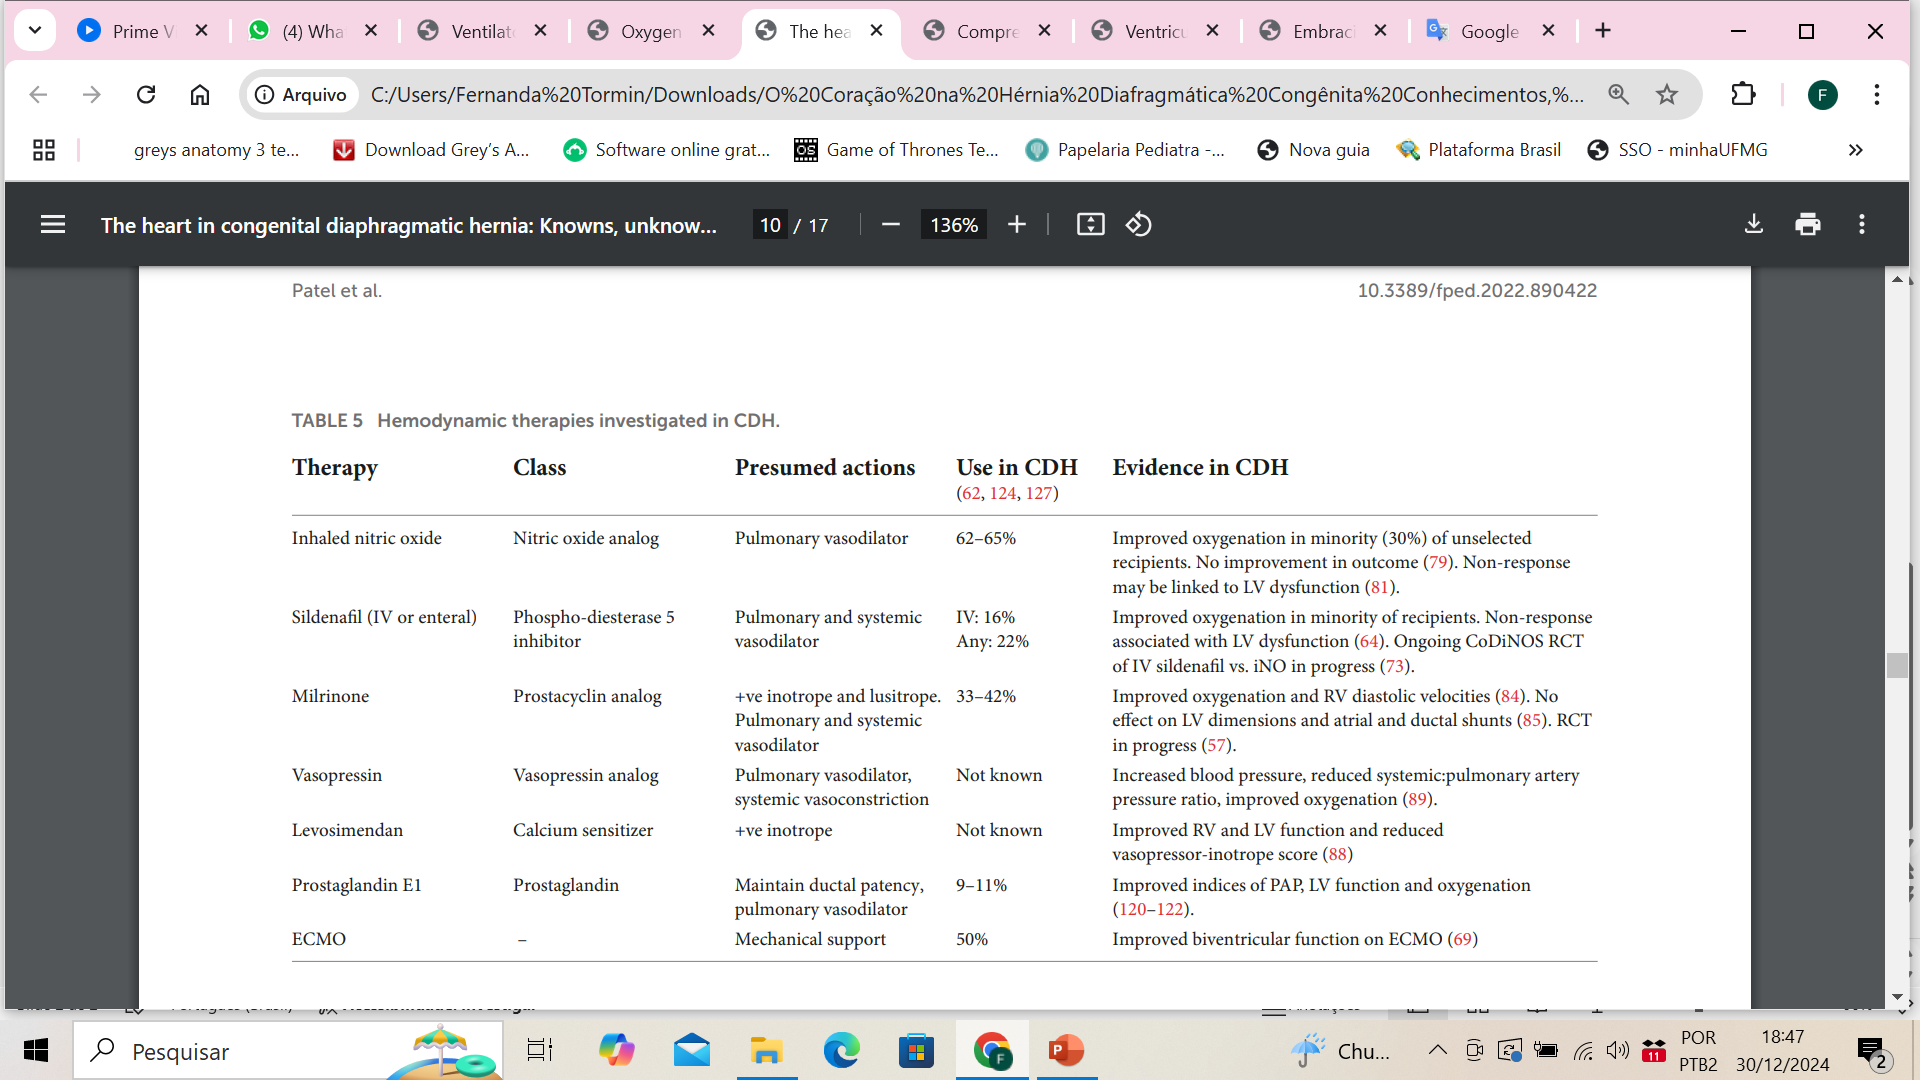 Prime V
(4) Wha
Ventilat
Oxygen
The hea
Compre
Ventricu
Embraci
Google
Arquivo C:/Users/Fernanda%20Tormin/Downloads/O%20Coração%20na%20Hérnia%20Diafragmática%20Congênita%20Conhecimentos,%... F
greys anatomy 3 te... Download Grey's A... Software online grat... Game of Thrones Te... Papelaria Pediatra -... Nova guia Plataforma Brasil SSO - minhaUFMG »
The heart in congenital diaphragmatic hernia: Knowns, unknow... 10 / 17 — 136% +
Patel et al. 10.3389/fped.2022.890422
TABLE 5 Hemodynamic therapies investigated in CDH.
Therapy Class Presumed actions Use in CDH Evidence in CDH
(62, 124, 127)
Inhaled nitric oxide Nitric oxide analog Pulmonary vasodilator 62–65% Improved oxygenation in minority (30%) of unselected
recipients. No improvement in outcome (79). Non-response
may be linked to LV dysfunction (81).
Sildenafil (IV or enteral) Phospho-diesterase 5 Pulmonary and systemic IV: 16% Improved oxygenation in minority of recipients. Non-response
inhibitor vasodilator Any: 22% associated with LV dysfunction (64). Ongoing CoDiNOS RCT
of IV sildenafil vs. iNO in progress (73).
Milrinone Prostacyclin analog +ve inotrope and lusitrope. 33–42% Improved oxygenation and RV diastolic velocities (84). No
Pulmonary and systemic effect on LV dimensions and atrial and ductal shunts (85). RCT
vasodilator in progress (57).
Vasopressin Vasopressin analog Pulmonary vasodilator, Not known Increased blood pressure, reduced systemic:pulmonary artery
systemic vasoconstriction pressure ratio, improved oxygenation (89).
Levosimendan Calcium sensitizer +ve inotrope Not known Improved RV and LV function and reduced
vasopressor-inotrope score (88)
Prostaglandin E1 Prostaglandin Maintain ductal patency, 9–11% Improved indices of PAP, LV function and oxygenation
pulmonary vasodilator (120–122).
ECMO – Mechanical support 50% Improved biventricular function on ECMO (69)
Pesquisar Chu... 11 POR 18:47
PTB2 30/12/2024 2